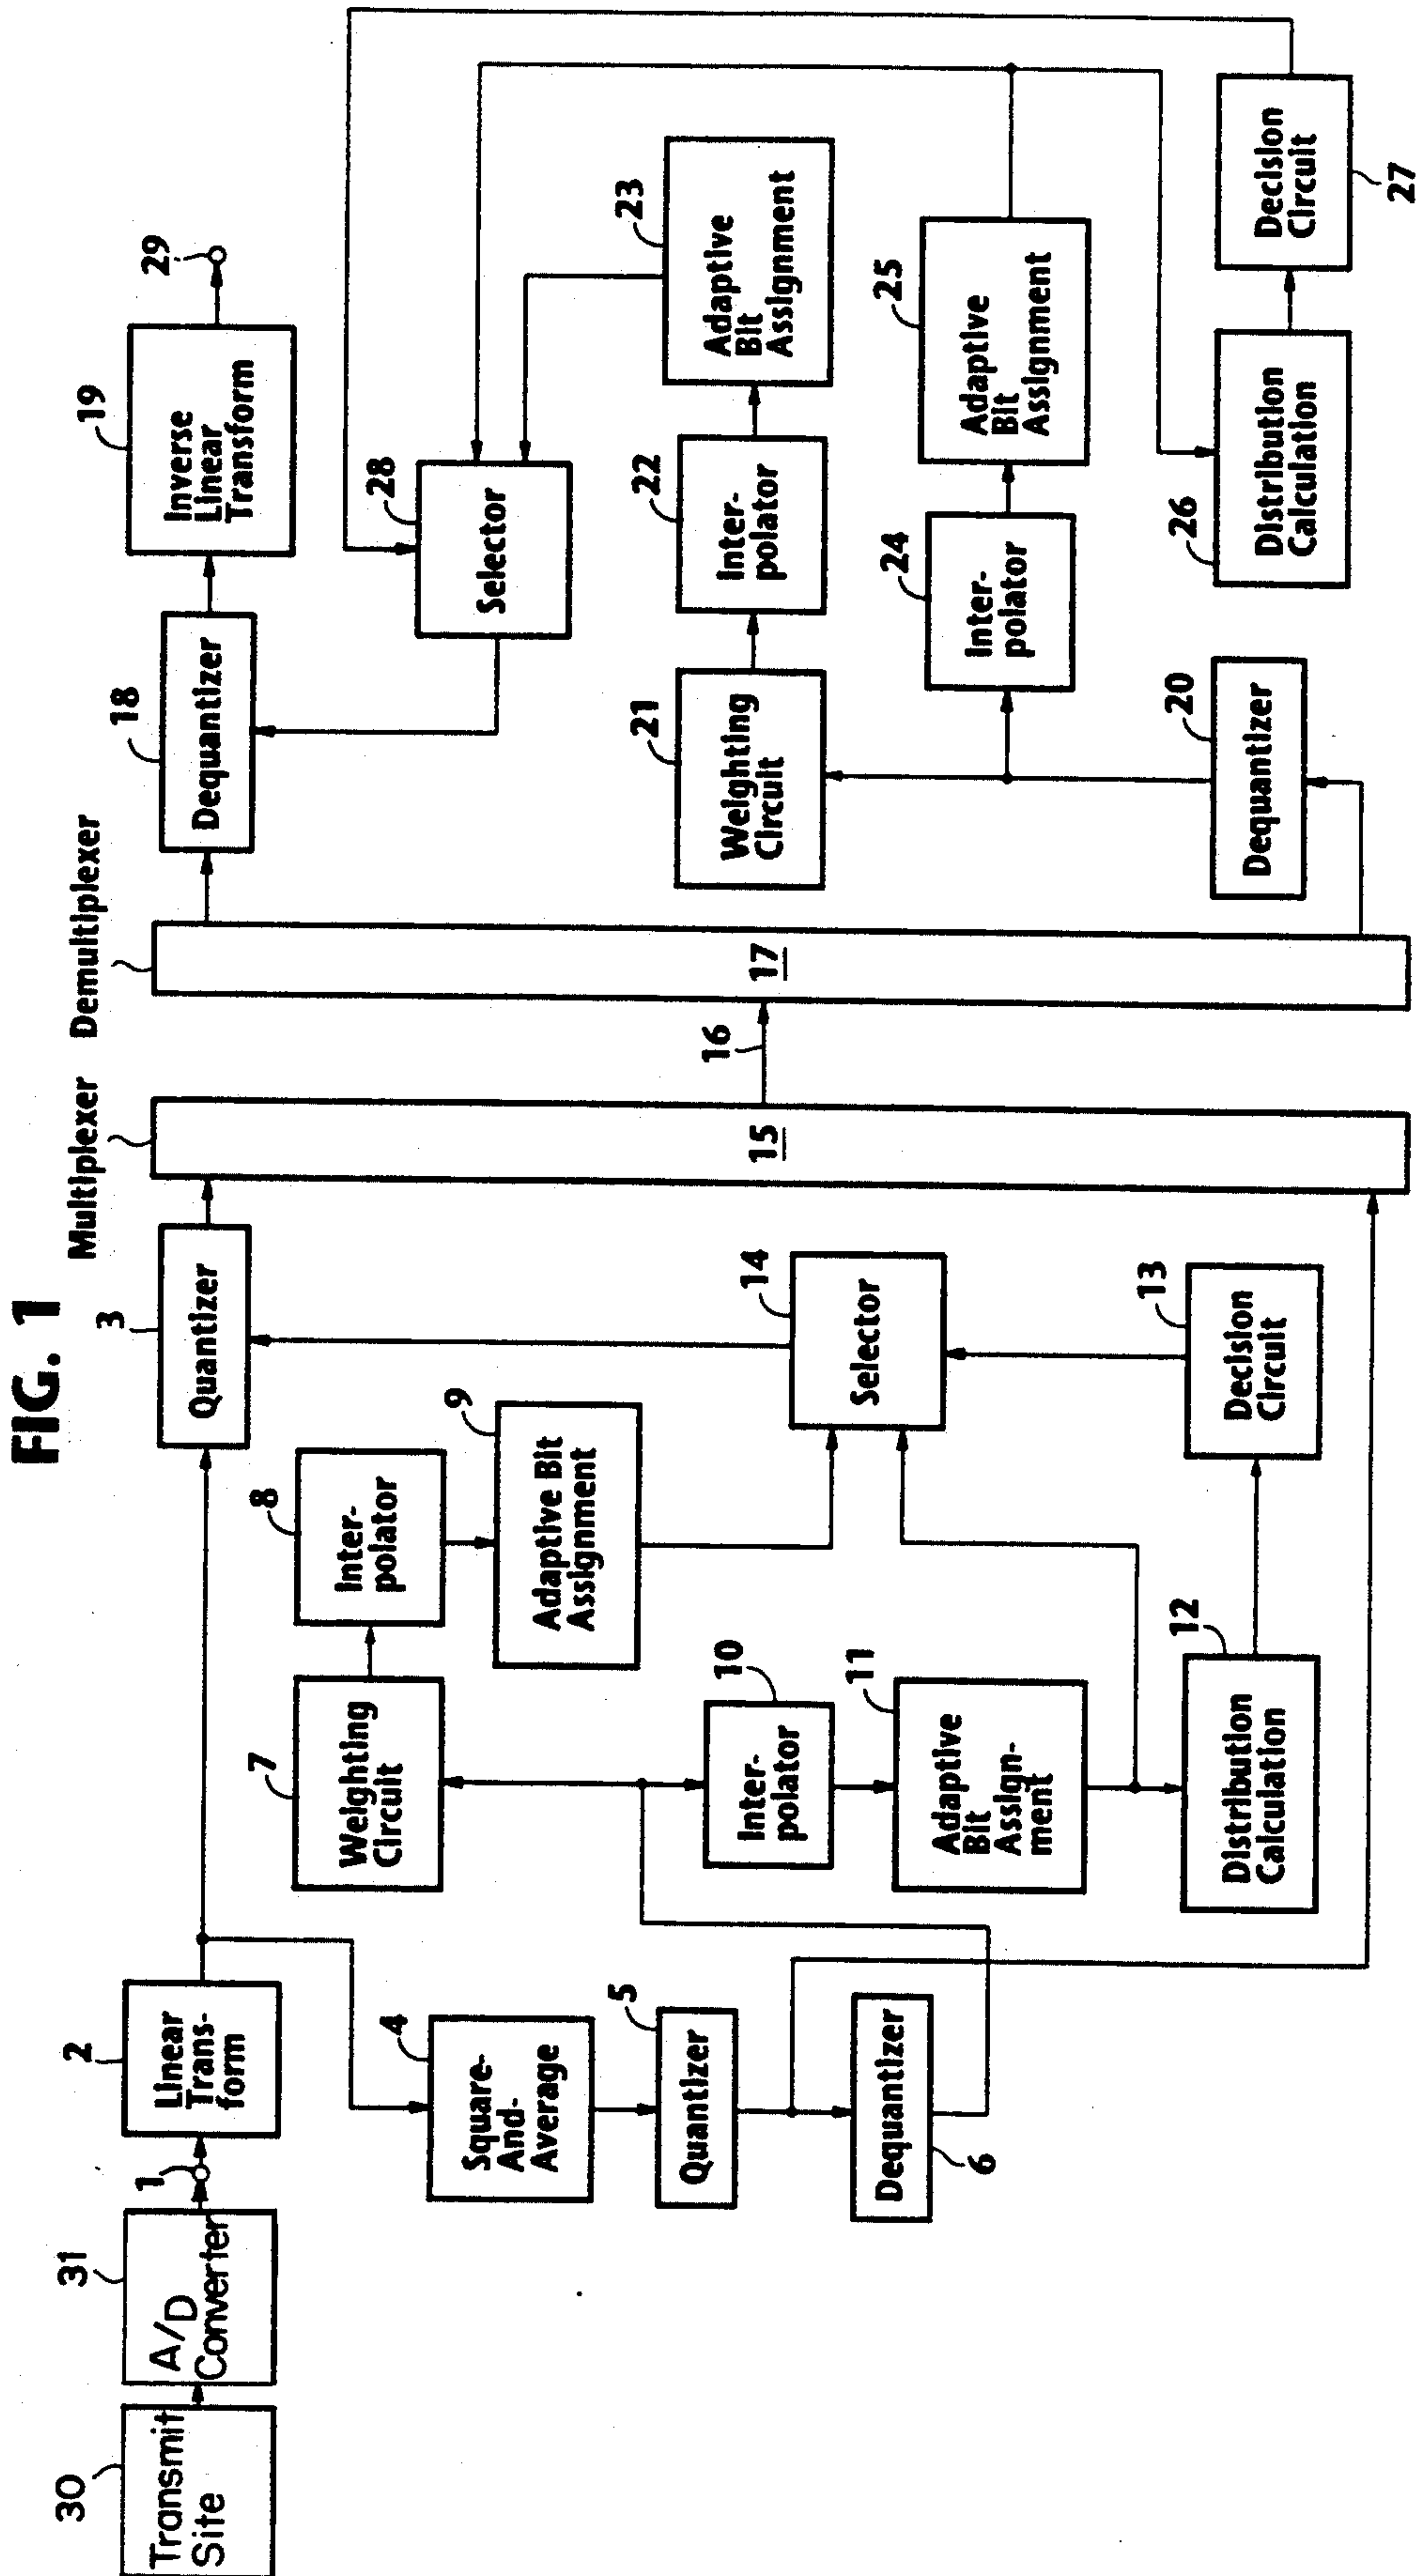 FIG. 1
30
Transmit
Site
31
A/D
Converter
1
2
Linear
Trans-
form
3
Quantizer
Multiplexer
Demultiplexer
4
Square-
And-
Average
5
Quantizer
6
Dequantizer
7
Weighting
Circuit
8
Inter-
polator
9
Adaptive Bit
Assignment
10
Inter-
polator
11
Adaptive
Bit
Assign-
ment
12
Distribution
Calculation
13
Decision
Circuit
14
Selector
15
16
17
18
Dequantizer
19
Inverse
Linear
Transform
29
28
Selector
21
Weighting
Circuit
22
Inter-
polator
23
Adaptive
Bit
Assignment
24
Inter-
polator
25
Adaptive
Bit
Assignment
20
Dequantizer
26
Distribution
Calculation
27
Decision
Circuit